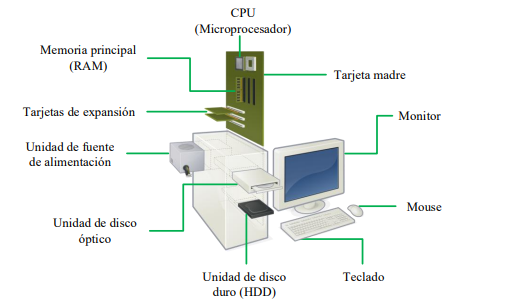 CPU
(Microprocesador)
Memoria principal
(RAM)
Tarjeta madre
Tarjetas de expansión
Monitor
Unidad de fuente
de alimentación
Mouse
Unidad de disco
óptico
Unidad de disco
duro (HDD)
Teclado